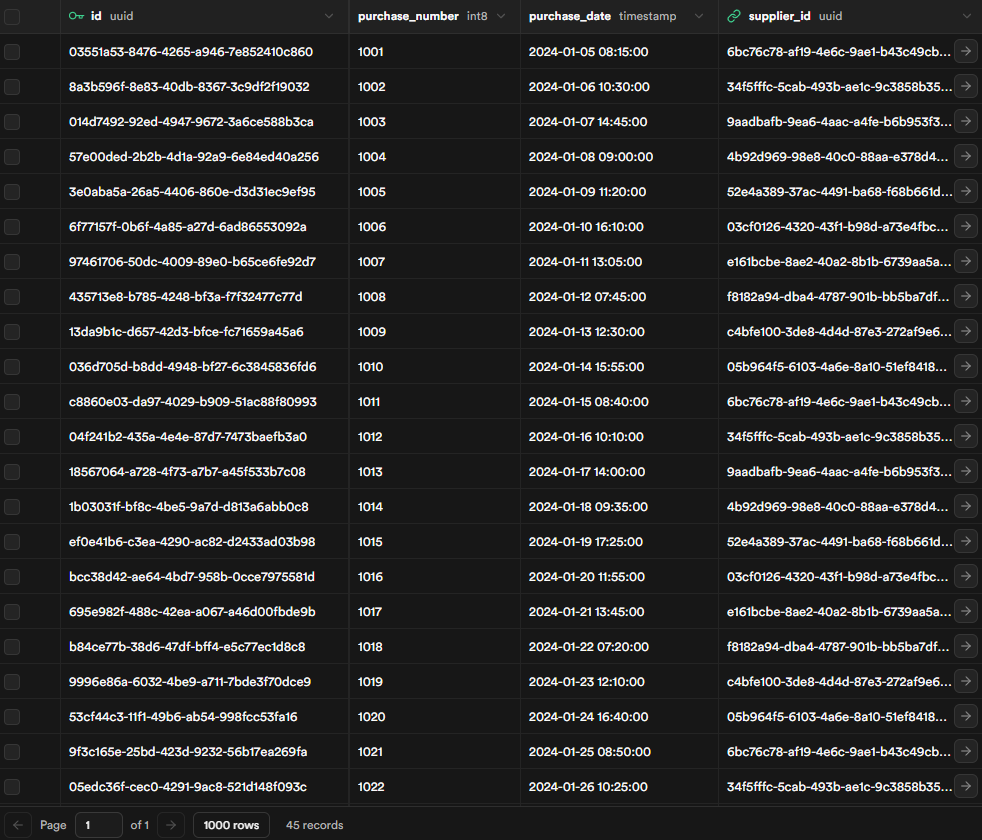 id uuid purchase_number int8 purchase_date timestamp supplier_id uuid
03551a53-8476-4265-a946-7e852410c860 1001 2024-01-05 08:15:00 6bc76c78-af19-4e6c-9ae1-b43c49cb...
8a3b596f-8e83-40db-8367-3c9df2f19032 1002 2024-01-06 10:30:00 34f5fffc-5cab-493b-ae1c-9c3858b35...
014d7492-92ed-4947-9672-3a6ce588b3ca 1003 2024-01-07 14:45:00 9aadbafb-9ea6-4aac-a4fe-b6b953f3...
57e00ded-2b2b-4d1a-92a9-6e84ed40a256 1004 2024-01-08 09:00:00 4b92d969-98e8-40c0-88aa-e378d4...
3e0aba5a-26a5-4406-860e-d3d31ec9ef95 1005 2024-01-09 11:20:00 52e4a389-37ac-4491-ba68-f68b661d...
6f77157f-0b6f-4a85-a27d-6ad86553092a 1006 2024-01-10 16:10:00 03cf0126-4320-43f1-b98d-a73e4fbc...
97461706-50dc-4009-89e0-b65ce6fe92d7 1007 2024-01-11 13:05:00 e161bcbe-8ae2-40a2-8b1b-6739aa5a...
435713e8-b785-4248-bf3a-f7f32477c77d 1008 2024-01-12 07:45:00 f8182a94-dba4-4787-901b-bb5ba7df...
13da9b1c-d657-42d3-bfce-fc71659a45a6 1009 2024-01-13 12:30:00 c4bfe100-3de8-4d4d-87e3-272af9e6...
036d705d-b8dd-4948-bf27-6c3845836fd6 1010 2024-01-14 15:55:00 05b964f5-6103-4a6e-8a10-51ef8418...
c8860e03-da97-4029-b909-51ac88f80993 1011 2024-01-15 08:40:00 6bc76c78-af19-4e6c-9ae1-b43c49cb...
04f241b2-435a-4e4e-87d7-7473baefb3a0 1012 2024-01-16 10:10:00 34f5fffc-5cab-493b-ae1c-9c3858b35...
18567064-a728-4f73-a7b7-a45f533b7c08 1013 2024-01-17 14:00:00 9aadbafb-9ea6-4aac-a4fe-b6b953f3...
1b03031f-bf8c-4be5-9a7d-d813a6abb0c8 1014 2024-01-18 09:35:00 4b92d969-98e8-40c0-88aa-e378d4...
ef0e41b6-c3ea-4290-ac82-d2433ad03b98 1015 2024-01-19 17:25:00 52e4a389-37ac-4491-ba68-f68b661d...
bcc38d42-ae64-4bd7-958b-0cce7975581d 1016 2024-01-20 11:55:00 03cf0126-4320-43f1-b98d-a73e4fbc...
695e982f-488c-42ea-a067-a46d00fbde9b 1017 2024-01-21 13:45:00 e161bcbe-8ae2-40a2-8b1b-6739aa5a...
b84ce77b-38d6-47df-bff4-e5c77ec1d8c8 1018 2024-01-22 07:20:00 f8182a94-dba4-4787-901b-bb5ba7df...
9996e86a-6032-4be9-a711-7bde3f70dce9 1019 2024-01-23 12:10:00 c4bfe100-3de8-4d4d-87e3-272af9e6...
53cf44c3-11f1-49b6-ab54-998fcc53fa16 1020 2024-01-24 16:40:00 05b964f5-6103-4a6e-8a10-51ef8418...
9f3c165e-25bd-423d-9232-56b17ea269fa 1021 2024-01-25 08:50:00 6bc76c78-af19-4e6c-9ae1-b43c49cb...
05edc36f-cec0-4291-9ac8-521d148f093c 1022 2024-01-26 10:25:00 34f5fffc-5cab-493b-ae1c-9c3858b35...
Page 1 of 1 1000 rows 45 records